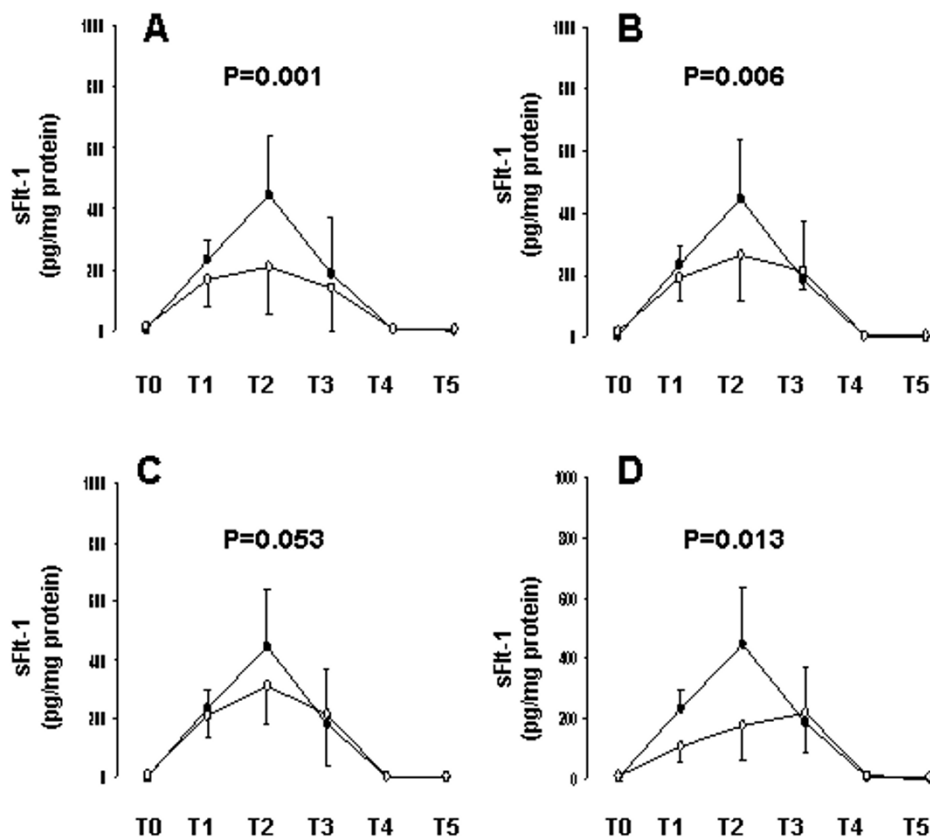 A
P=0.001
sFlt-1
(pg/mg protein)
T0 T1 T2 T3 T4 T5
B
P=0.006
sFlt-1
(pg/mg protein)
T0 T1 T2 T3 T4 T5
C
P=0.053
sFlt-1
(pg/mg protein)
T0 T1 T2 T3 T4 T5
D
P=0.013
sFlt-1
(pg/mg protein)
1000
800
600
400
200
0
T0 T1 T2 T3 T4 T5